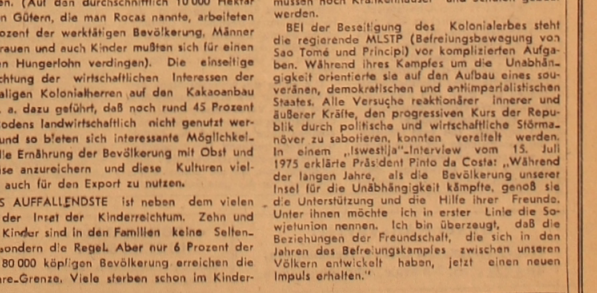 en. (Auf den durchschnittlich 10 000 Hektar
n Gütern, die man Rocas nannte, arbeiteten
ozent der werktätigen Bevölkerung, Männer
rauen und auch Kinder mußten sich für einen
n Hungerlohn verdingen). Die einseitige
chtung der wirtschaftlichen Interessen der
aligen Kolonialherren auf den Kakaoanbau
. a. dazu geführt, daß noch rund 45 Prozent
odens landwirtschaftlich nicht genutzt wer-
und so bieten sich interessante Möglichkei-
die Ernährung der Bevölkerung mit Obst und
üse anzureichern und diese Kulturen viel-
auch für den Export zu nutzen.
S AUFFALLENDSTE ist neben dem vielen
der Insel der Kinderreichtum. Zehn und
Kinder sind in den Familien keine Selten-
sondern die Regel. Aber nur 6 Prozent der
80 000 köpfigen Bevölkerung erreichen die
re-Grenze. Viele sterben schon im Kinder-
müssen noch Krankenhäuser und Schulen gebaut
werden.
BEI der Beseitigung des Kolonialerbes steht
die regierende MLSTP (Befreiungsbewegung von
Sao Tomé und Principi) vor komplizierten Aufga-
ben. Während ihres Kampfes um die Unabhän-
gigkeit orientierte sie auf den Aufbau eines sou-
veränen, demokratischen und antiimperialistischen
Staates. Alle Versuche reaktionärer innerer und
äußerer Kräfte, den progressiven Kurs der Repu-
blik durch politische und wirtschaftliche Störma-
növer zu sabotieren, konnten vereitelt werden.
In einem „Iswestija"-Interview vom 15. Juli
1975 erklärte Präsident Pinto da Costa: „Während
der langen Jahre, als die Bevölkerung unserer
Insel für die Unabhängigkeit kämpfte, genoß sie
die Unterstützung und die Hilfe ihrer Freunde.
Unter ihnen möchte ich in erster Linie die So-
wjetunion nennen. Ich bin überzeugt, daß die
Beziehungen der Freundschaft, die sich in den
Jahren des Befreiungskampfes zwischen unseren
Völkern entwickelt haben, jetzt einen neuen
Impuls erhalten."